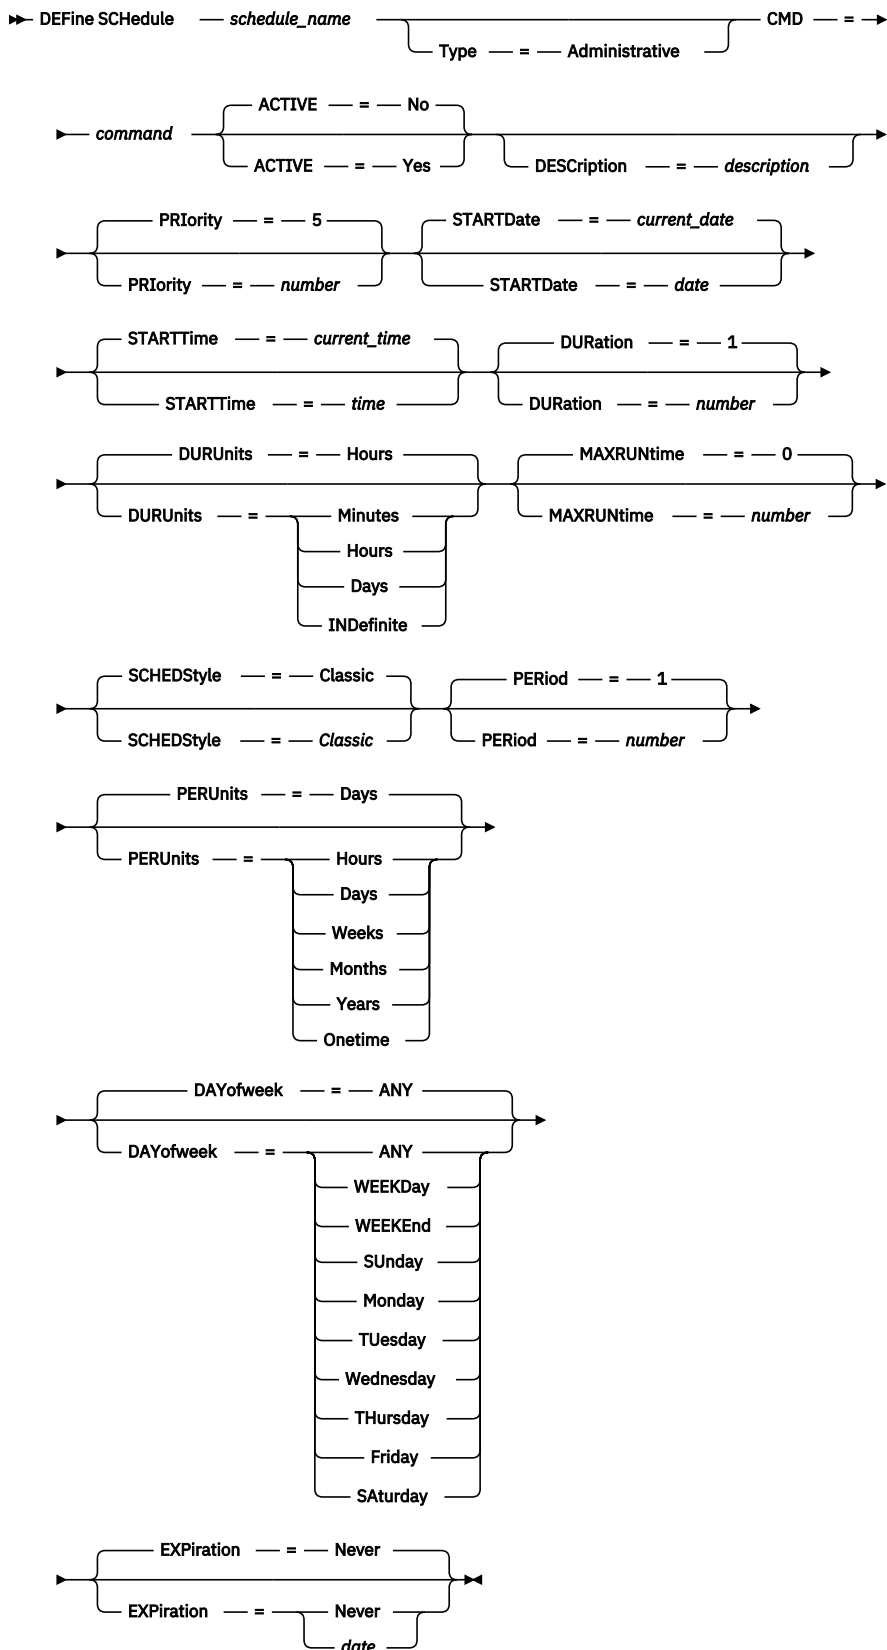 DEFine SCHedule schedule_name CMD =
Type = Administrative
ACTIVE = No
command
ACTIVE = Yes
DESCription = description
PRIority = 5
STARTDate = current_date
PRIority = number
STARTDate = date
STARTTime = current_time
DURation = 1
STARTTime = time
DURation = number
DURUnits = Hours
MAXRUNtime = 0
DURUnits = Minutes
MAXRUNtime = number
Hours
Days
INDefinite
SCHEDStyle = Classic
PERiod = 1
SCHEDStyle = Classic
PERiod = number
PERUnits = Days
PERUnits = Hours
Days
Weeks
Months
Years
Onetime
DAYofweek = ANY
DAYofweek = ANY
WEEKDay
WEEKEnd
SUnday
Monday
TUesday
Wednesday
THursday
Friday
SAturday
EXPiration = Never
EXPiration = Never
date